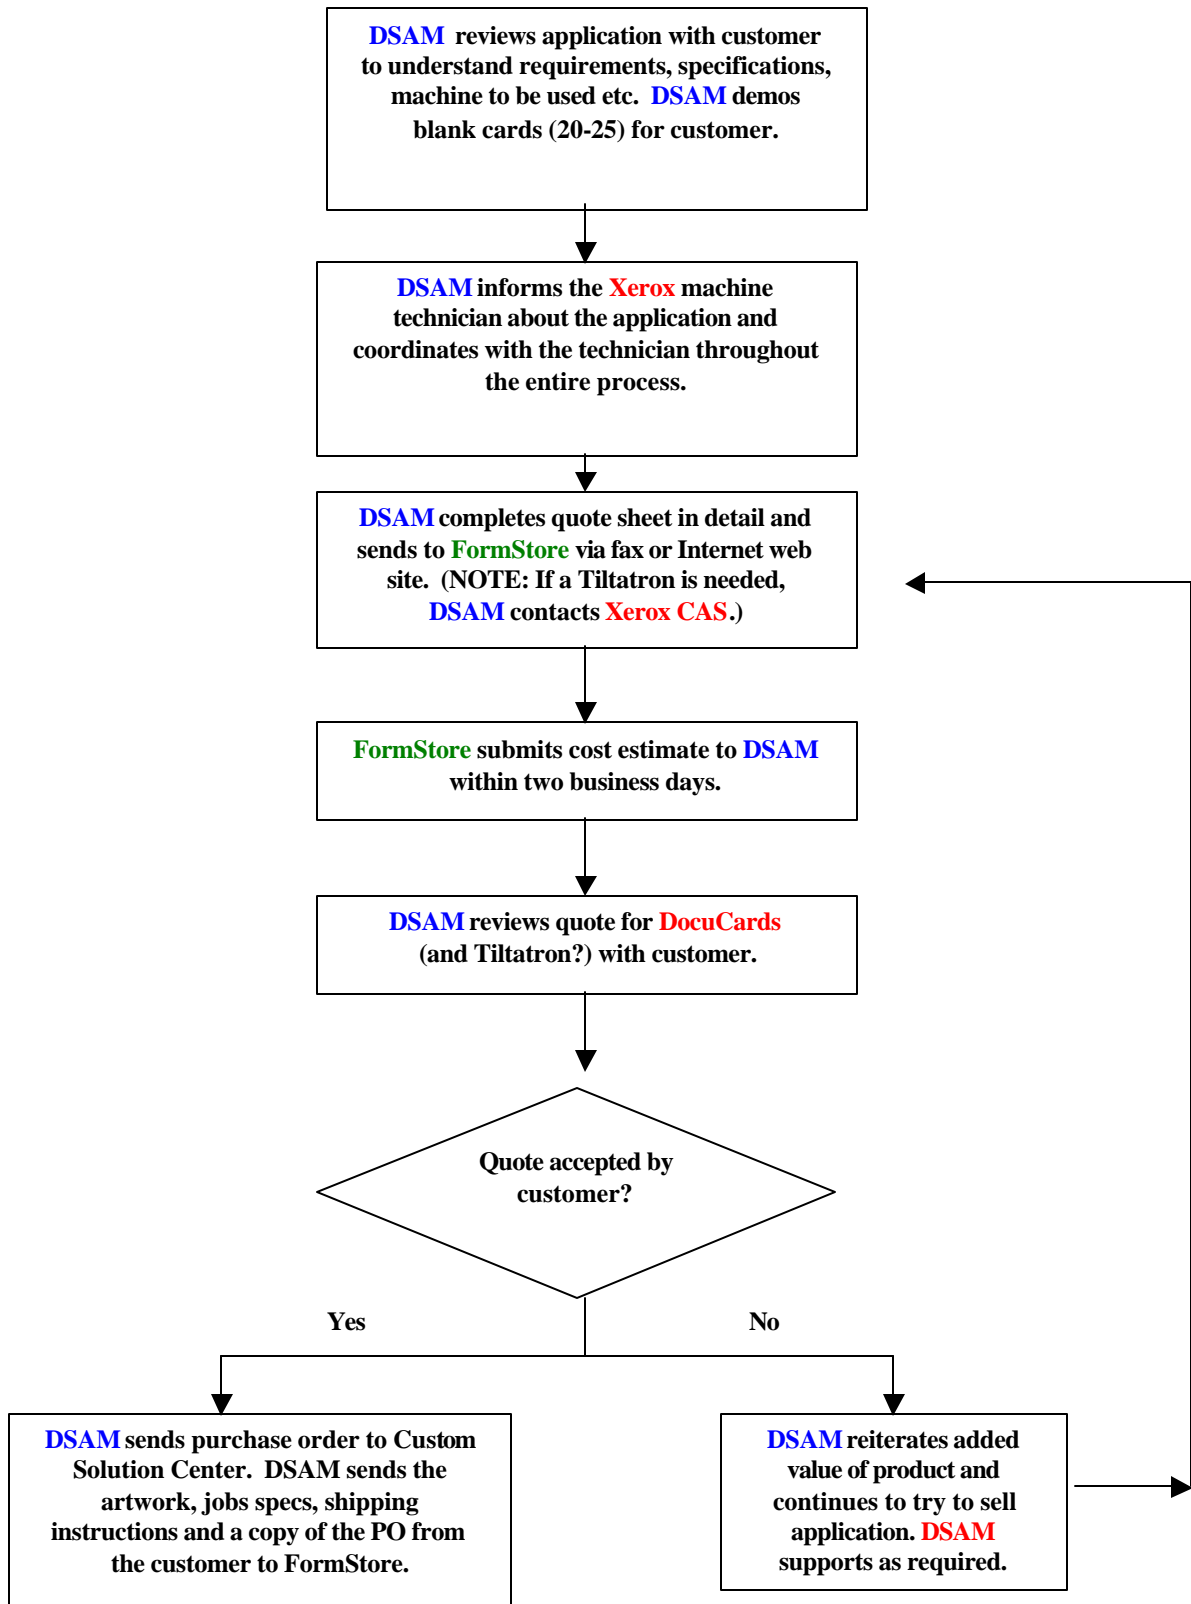 DSAM reviews application with customer
to understand requirements, specifications,
machine to be used etc. DSAM demos
blank cards (20-25) for customer.
DSAM informs the Xerox machine
technician about the application and
coordinates with the technician throughout
the entire process.
DSAM completes quote sheet in detail and
sends to FormStore via fax or Internet web
site. (NOTE: If a Tiltatron is needed,
DSAM contacts Xerox CAS.)
FormStore submits cost estimate to DSAM
within two business days.
DSAM reviews quote for DocuCards
(and Tiltatron?) with customer.
Quote accepted by
customer?
Yes
No
DSAM sends purchase order to Custom
Solution Center. DSAM sends the
artwork, jobs specs, shipping
instructions and a copy of the PO from
the customer to FormStore.
DSAM reiterates added
value of product and
continues to try to sell
application. DSAM
supports as required.